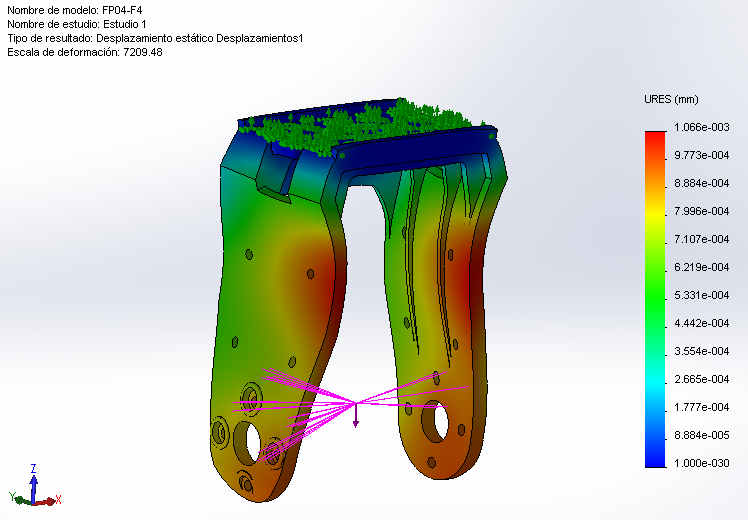 Nombre de modelo: FP04-F4
Nombre de estudio: Estudio 1
Tipo de resultado: Desplazamiento estático Desplazamientos1
Escala de deformación: 7209.48
URES (mm)
1.066e-003
9.773e-004
8.884e-004
7.996e-004
7.107e-004
6.219e-004
5.331e-004
4.442e-004
3.554e-004
2.665e-004
1.777e-004
8.884e-005
1.000e-030
Z
Y
X